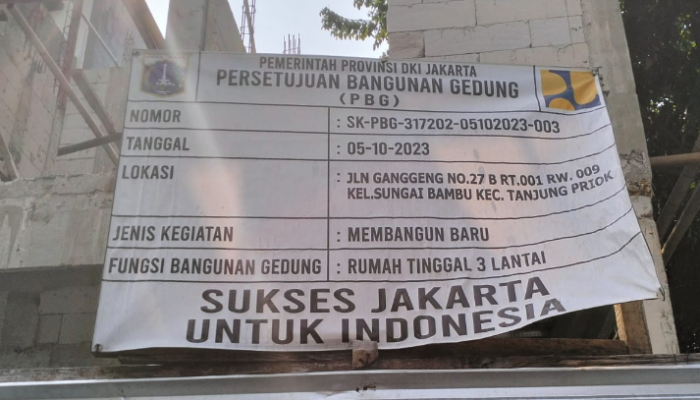 PEMERINTAH PROVINSI DKI JAKARTA
PERSETUJUAN BANGUNAN GEDUNG
(PBG)
NOMOR : SK-PBG-317202-05102023-003
TANGGAL : 05-10-2023
LOKASI : JLN GANGGENG NO.27 B RT.001 RW. 009
KEL.SUNGAI BAMBU KEC. TANJUNG PRIOK
JENIS KEGIATAN : MEMBANGUN BARU
FUNGSI BANGUNAN GEDUNG : RUMAH TINGGAL 3 LANTAI
SUKSES JAKARTA
UNTUK INDONESIA